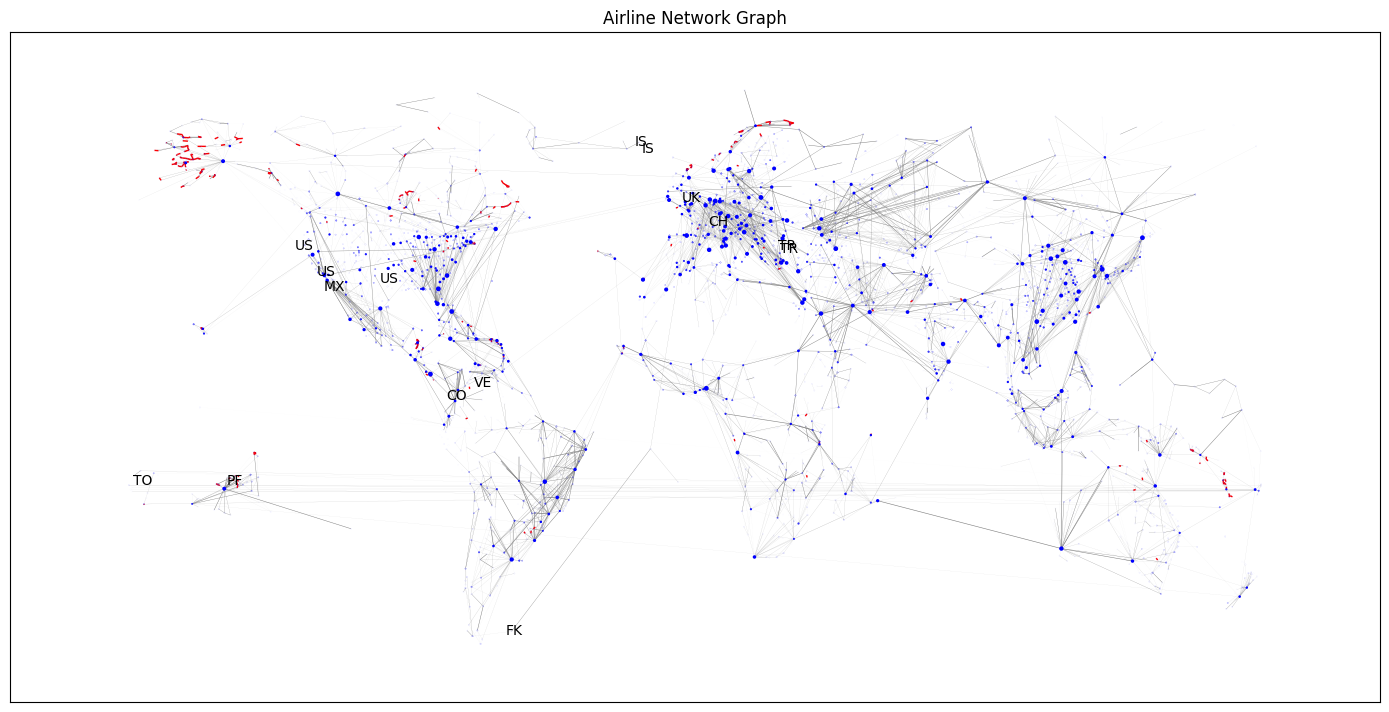 Airline Network Graph
IS
IS
UK
CH
US
TR
TR
US
US
MX
VE
CO
TO
PF
FK